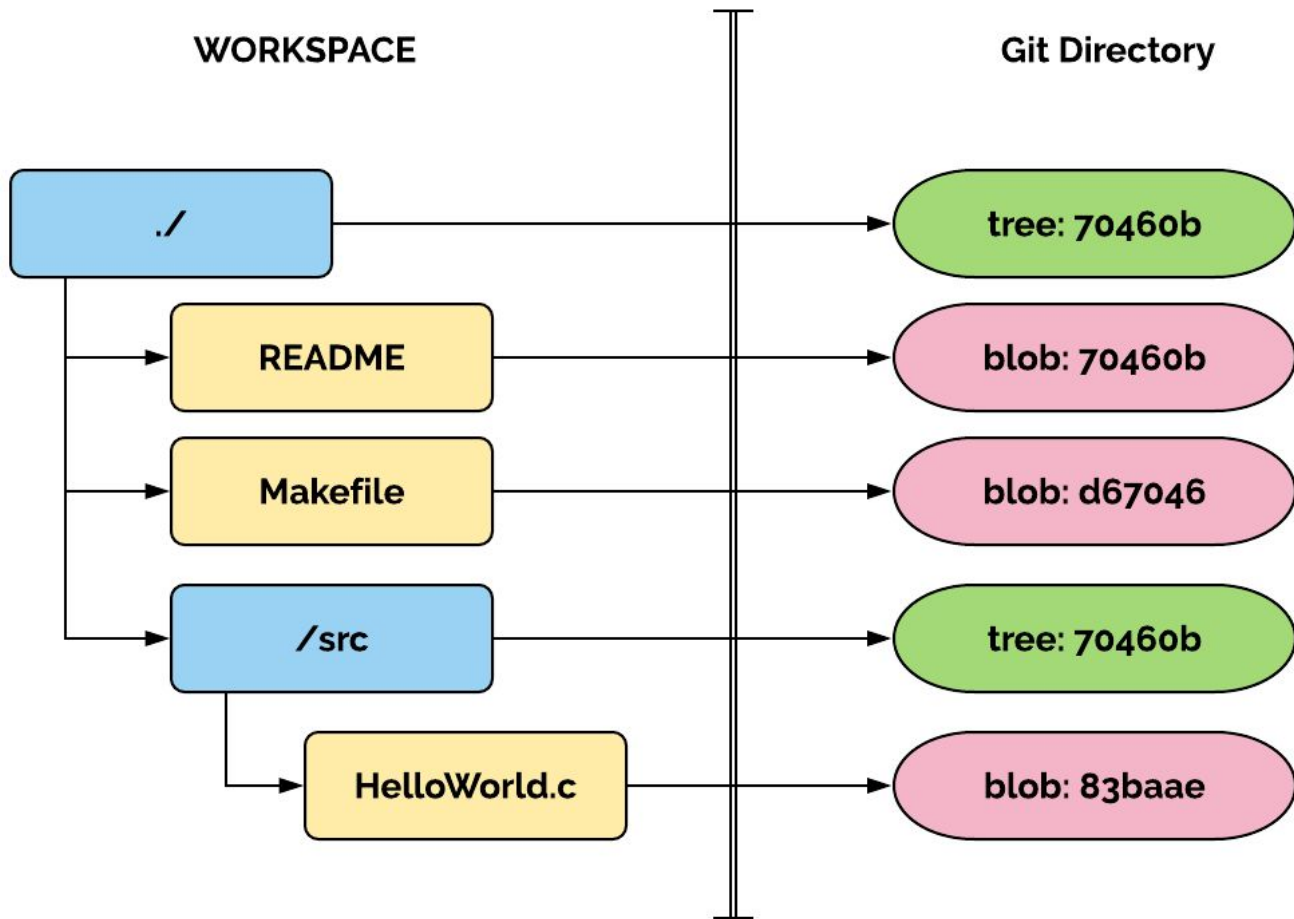 WORKSPACE
Git Directory
./
tree: 70460b
README
blob: 70460b
Makefile
blob: d67046
/src
tree: 70460b
HelloWorld.c
blob: 83baae